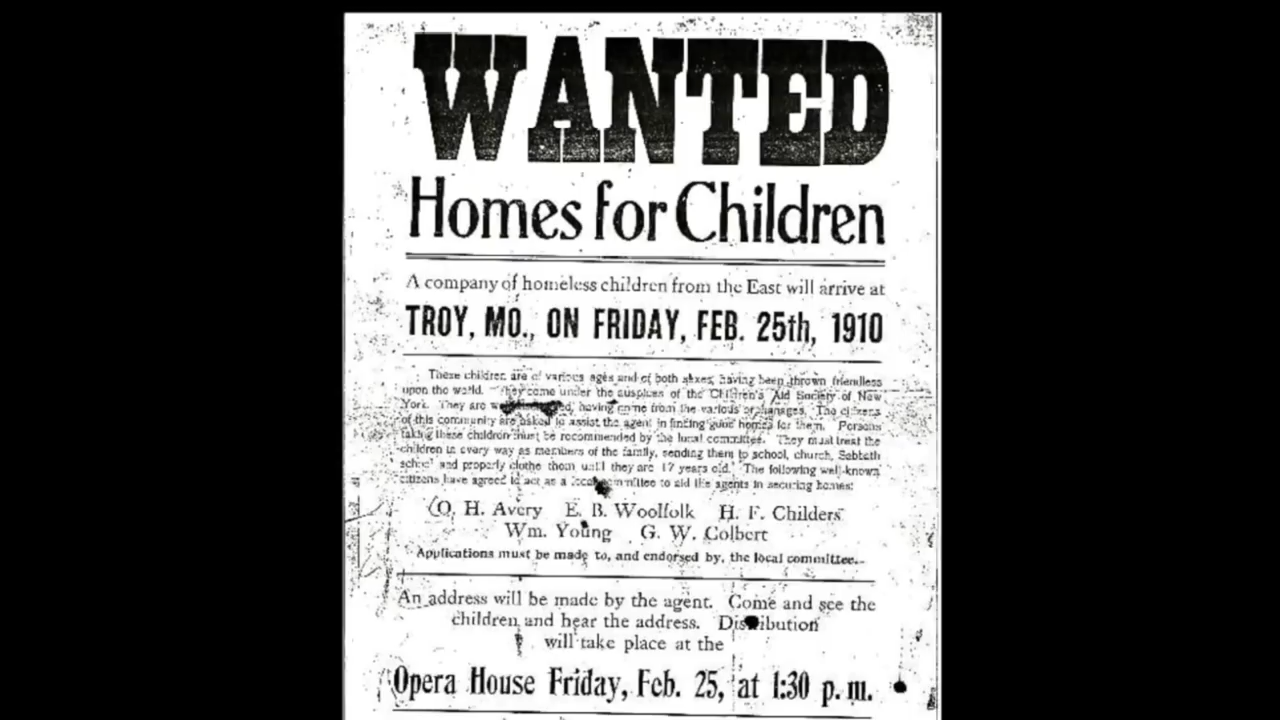 WANTED
Homes for Children
A company of homeless children from the East will arrive at
TROY, MO., ON FRIDAY, FEB. 25th, 1910
These children are of various ages and of both sexes, having been thrown friendless
upon the world. They come under the auspices of the Children's Aid Society of New
York. They are having come from the various orphanages. The citizens
of this community are asked to assist the agent in finding good homes for them. Persons
taking these children must be recommended by the local committee. They must treat the
children in every way as members of the family, sending them to school, church, Sabbath
school and properly clothe them until they are 17 years old. The following well-known
citizens have agreed to act as a local committee to aid the agents in securing homes:
O. H. Avery E. B. Woolfolk H. F. Childers
Wm. Young G. W. Colbert
Applications must be made to, and endorsed by, the local committee.
An address will be made by the agent. Come and see the
children and hear the address. Distribution
will take place at the
Opera House Friday, Feb. 25, at 1:30 p. m.